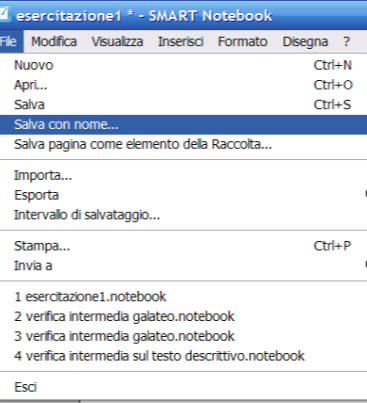 esercitazione1 * - SMART Notebook
File Modifica Visualizza Inserisci Formato Disegna ?
Nuovo Ctrl+N
Apri... Ctrl+O
Salva Ctrl+S
Salva con nome...
Salva pagina come elemento della Raccolta...
Importa...
Esporta
Intervallo di salvataggio...
Stampa... Ctrl+P
Invia a
1 esercitazione1.notebook
2 verifica intermedia galateo.notebook
3 verifica intermedia galateo.notebook
4 verifica intermedia sul testo descrittivo.notebook
Esci